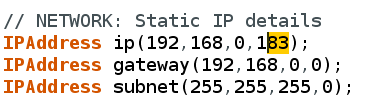 // NETWORK: Static IP details
IPAddress ip(192,168,0,183);
IPAddress gateway(192,168,0,0);
IPAddress subnet(255,255,255,0);